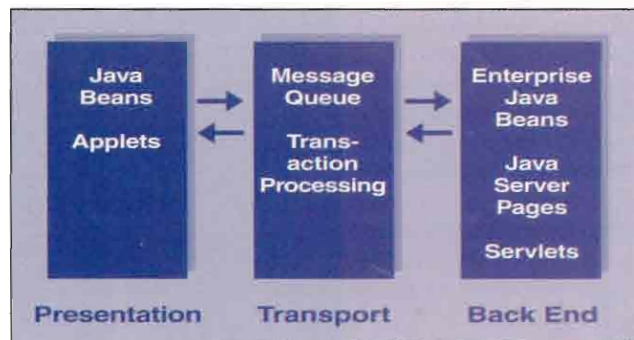 Java
Beans
Applets
Message
Queue
Trans-
action
Processing
Enterprise
Java
Beans
Java
Server
Pages
Servlets
Presentation
Transport
Back End